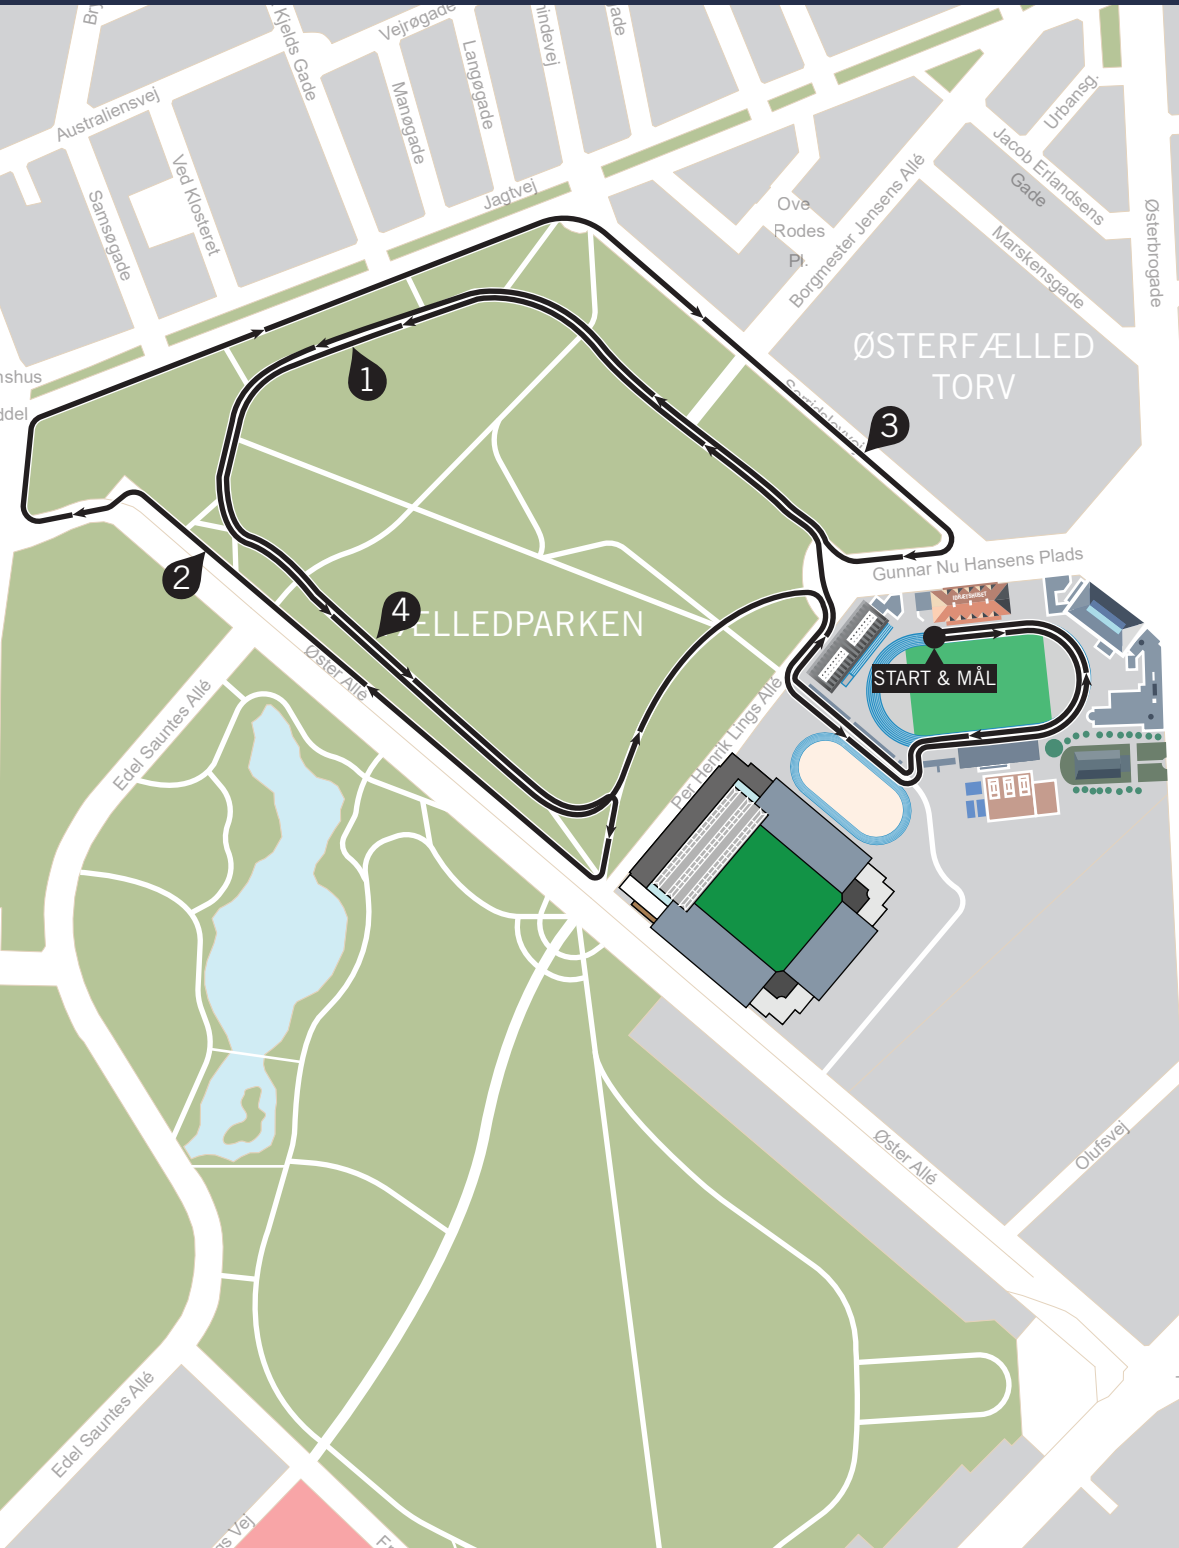 Kjelds Gade
Vejrøgade
Langøgade
Manøgade
Australiensvej
Ved Klosteret
Samsøgade
Jagtvej
Urbansg.
Jacob Erlandsens
Gade
Borgmester Jensens Allé
Ove
Rodes
Pl.
Marskensgade
Østerbrogade
ØSTERFÆLLED
TORV
1
3
2
4
Gunnar Nu Hansens Plads
IDRÆTSHUSET
START & MÅL
Øster Allé
Edel Sauntes Allé
Per Henrik Lings Allé
Øster Allé
Olufsvej
Edel Sauntes Allé